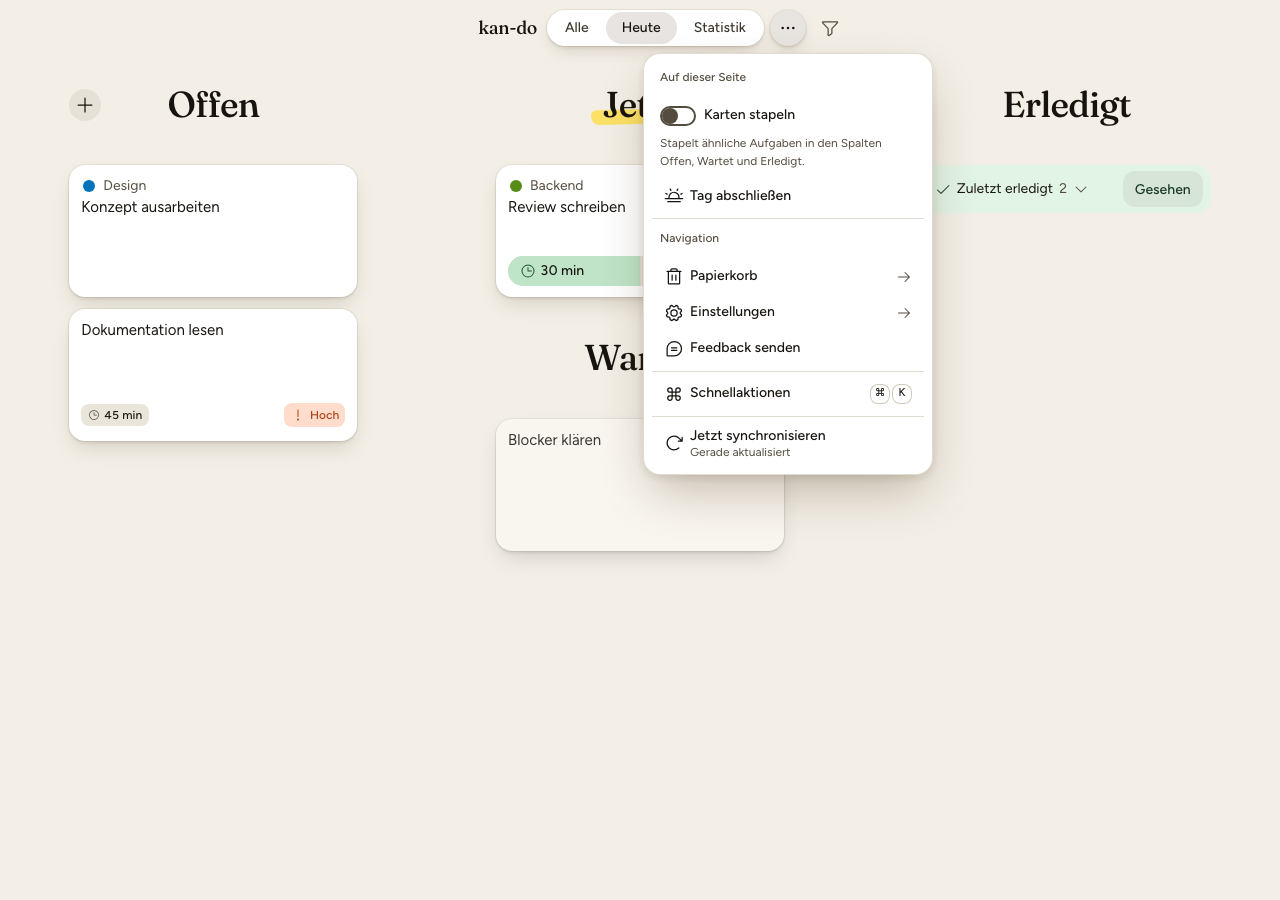 kan-do
Alle
Heute
Statistik
Auf dieser Seite
Karten stapeln
Stapelt ähnliche Aufgaben in den Spalten
Offen, Wartet und Erledigt.
Tag abschließen
Navigation
Papierkorb
Einstellungen
Feedback senden
Schnellaktionen
⌘ K
Jetzt synchronisieren
Gerade aktualisiert
Offen
Design
Konzept ausarbeiten
Dokumentation lesen
45 min
! Hoch
Backend
Review schreiben
30 min
Blocker klären
Erledigt
Zuletzt erledigt 2
Gesehen